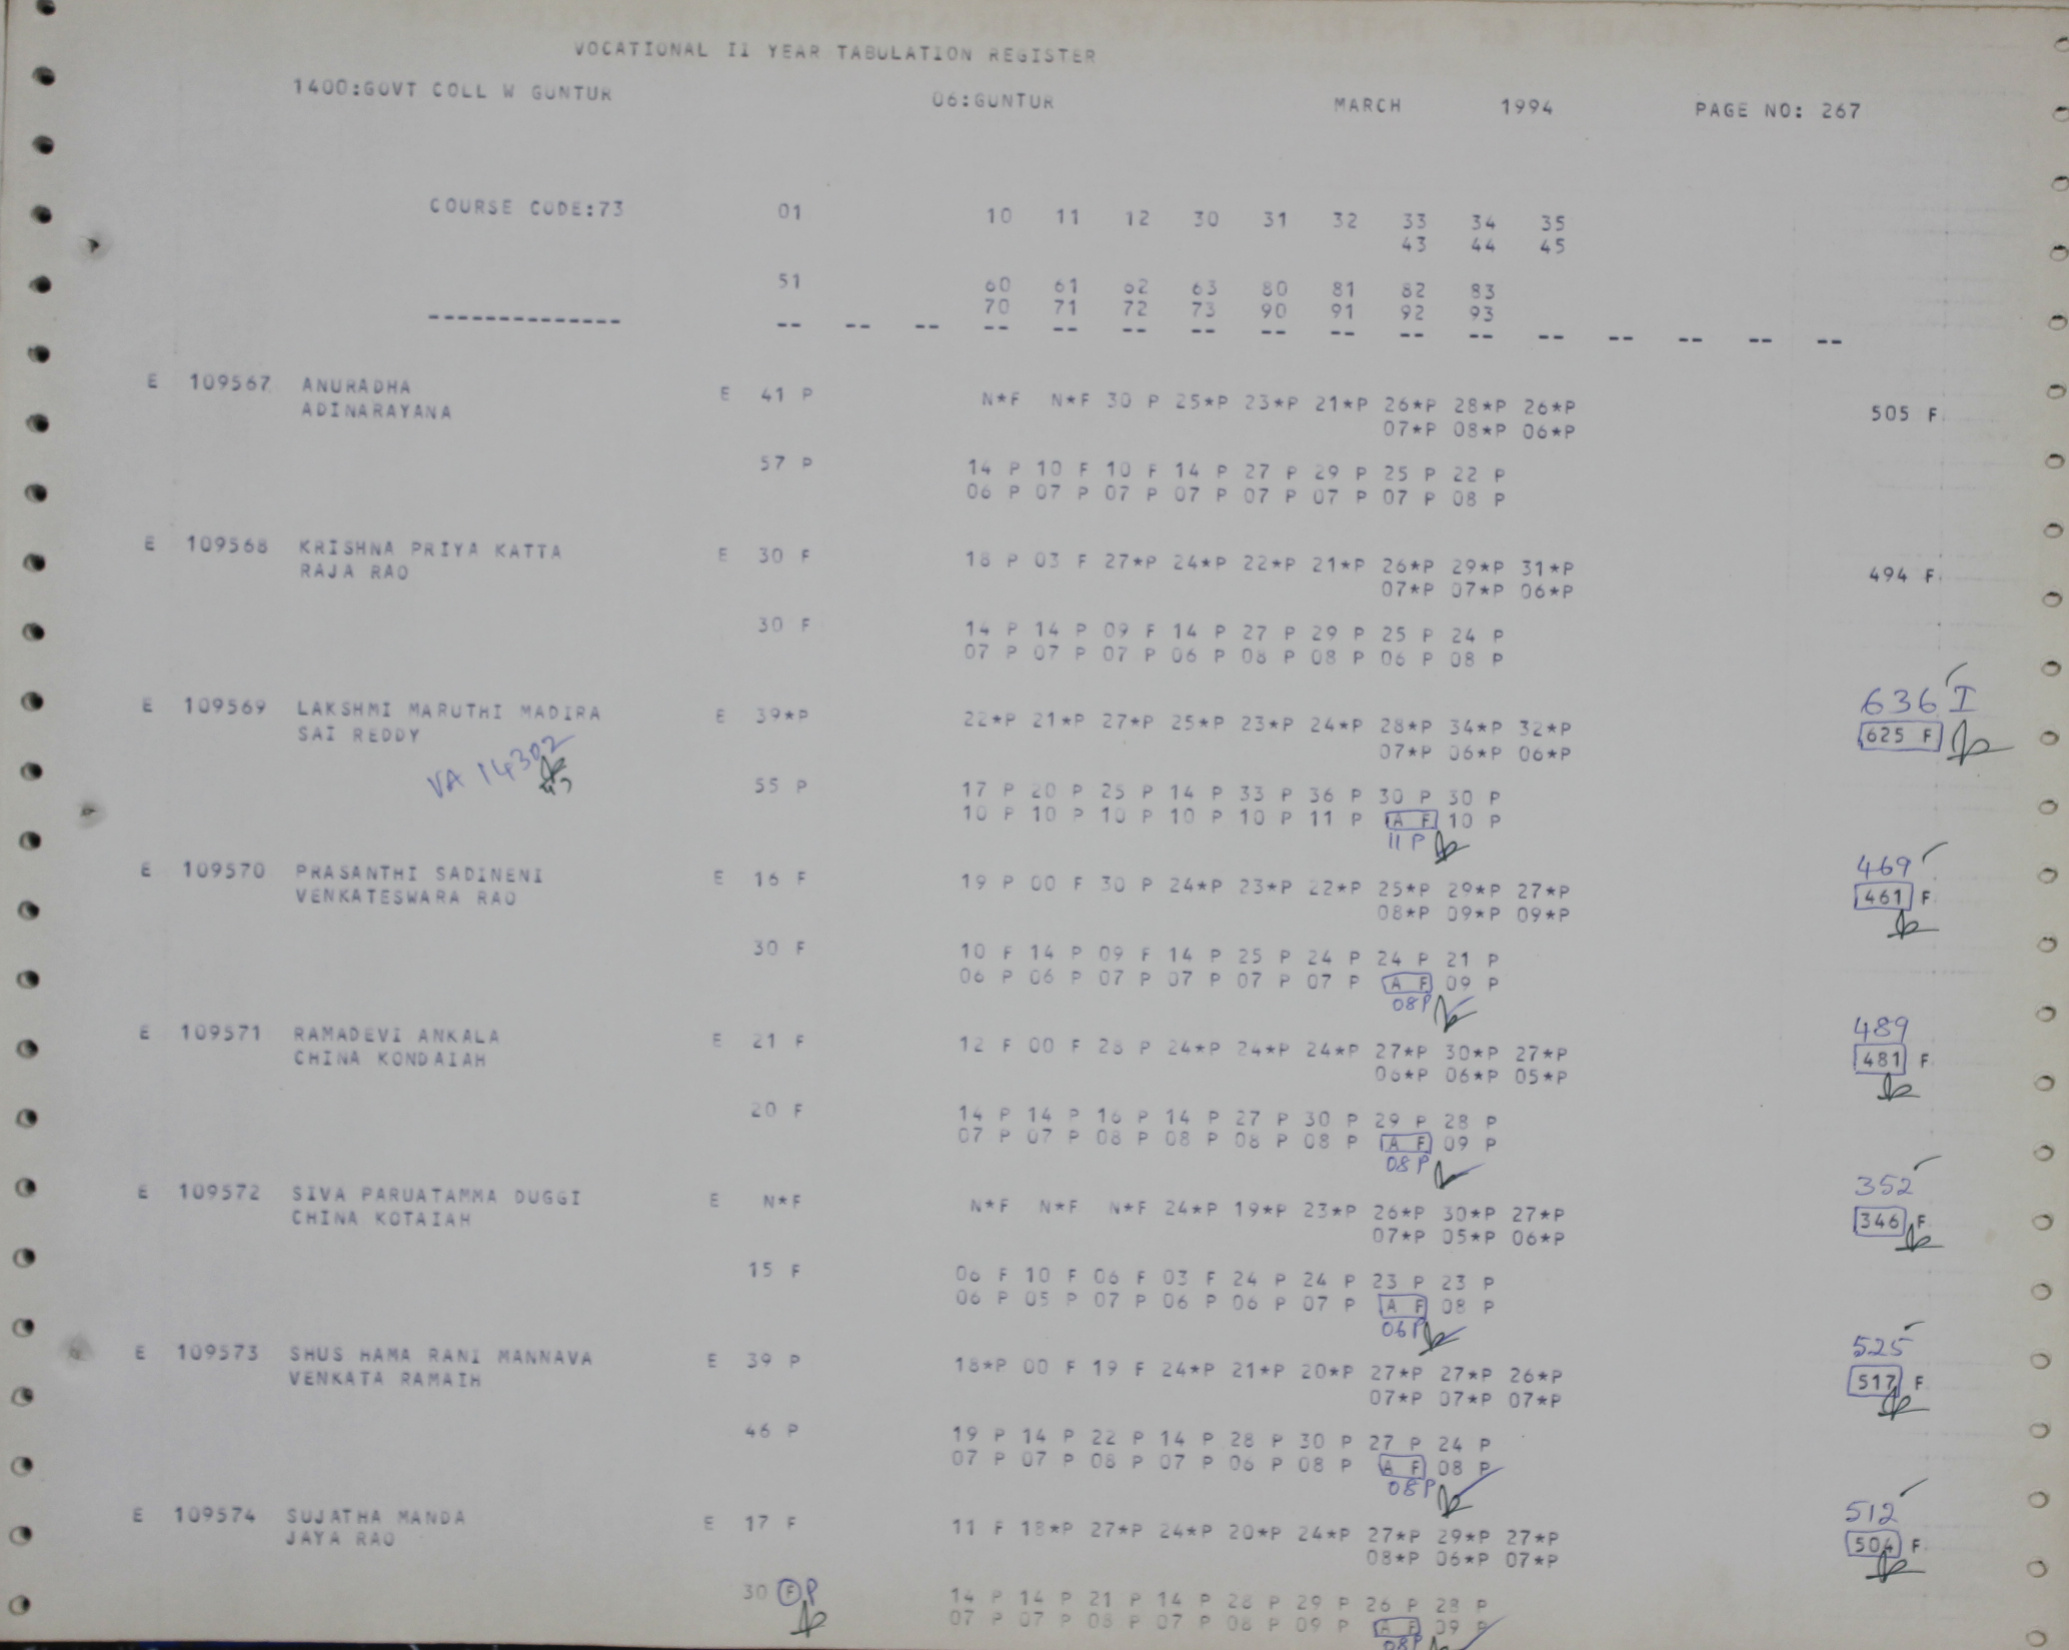 VOCATIONAL II YEAR TABULATION REGISTER
1400:GOVT COLL W GUNTUR 06:GUNTUR MARCH 1994 PAGE NO: 267
COURSE CODE:73 01 10 11 12 30 31 32 33 34 35
43 44 45
51 60 61 62 63 80 81 82 83
70 71 72 73 90 91 92 93
-------------- -- -- -- -- -- -- -- -- -- -- -- -- -- -- -- --
E 109567 ANURADHA E 41 P N*F N*F 30 P 25*P 23*P 21*P 26*P 28*P 26*P 505 F
ADINARAYANA 07*P 08*P 06*P
57 P 14 P 10 F 10 F 14 P 27 P 29 P 25 P 22 P
06 P 07 P 07 P 07 P 07 P 07 P 07 P 08 P
E 109568 KRISHNA PRIYA KATTA E 30 F 18 P 03 F 27*P 24*P 22*P 21*P 26*P 29*P 31*P 494 F
RAJA RAO 07*P 07*P 06*P
30 F 14 P 14 P 09 F 14 P 27 P 29 P 25 P 24 P
07 P 07 P 07 P 06 P 08 P 08 P 06 P 08 P
636 I
E 109569 LAKSHMI MARUTHI MADIRA E 39*P 22*P 21*P 27*P 25*P 23*P 24*P 28*P 34*P 32*P 625 F
SAI REDDY 07*P 06*P 06*P
VA 14302
55 P 17 P 20 P 25 P 14 P 33 P 36 P 30 P 30 P
10 P 10 P 10 P 10 P 10 P 11 P A F 10 P
11 P
469
E 109570 PRASANTHI SADINENI E 16 F 19 P 00 F 30 P 24*P 23*P 22*P 25*P 29*P 27*P 461 F
VENKATESWARA RAO 08*P 09*P 09*P
30 F 10 F 14 P 09 F 14 P 25 P 24 P 24 P 21 P
06 P 06 P 07 P 07 P 07 P 07 P A F 09 P
08 P
489
E 109571 RAMADEVI ANKALA E 21 F 12 F 00 F 28 P 24*P 24*P 24*P 27*P 30*P 27*P 481 F
CHINA KONDAIAH 06*P 06*P 05*P
20 F 14 P 14 P 16 P 14 P 27 P 30 P 29 P 28 P
07 P 07 P 08 P 08 P 08 P 08 P A F 09 P
08 P
352
E 109572 SIVA PARUATAMMA DUGGI E N*F N*F N*F N*F 24*P 19*P 23*P 26*P 30*P 27*P 346 F
CHINA KOTAIAH 07*P 05*P 06*P
15 F 06 F 10 F 06 F 03 F 24 P 24 P 23 P 23 P
06 P 05 P 07 P 06 P 06 P 07 P A F 08 P
06 P
525
E 109573 SHUS HAMA RANI MANNAVA E 39 P 18*P 00 F 19 F 24*P 21*P 20*P 27*P 27*P 26*P 517 F
VENKATA RAMAIH 07*P 07*P 07*P
46 P 19 P 14 P 22 P 14 P 28 P 30 P 27 P 24 P
07 P 07 P 08 P 07 P 06 P 08 P A F 08 P
08 P
512
E 109574 SUJATHA MANDA E 17 F 11 F 18*P 27*P 24*P 20*P 24*P 27*P 29*P 27*P 504 F
JAYA RAO 08*P 06*P 07*P
30 F P 14 P 14 P 21 P 14 P 28 P 29 P 26 P 28 P
07 P 07 P 08 P 07 P 08 P 09 P A F 09 P
08 P